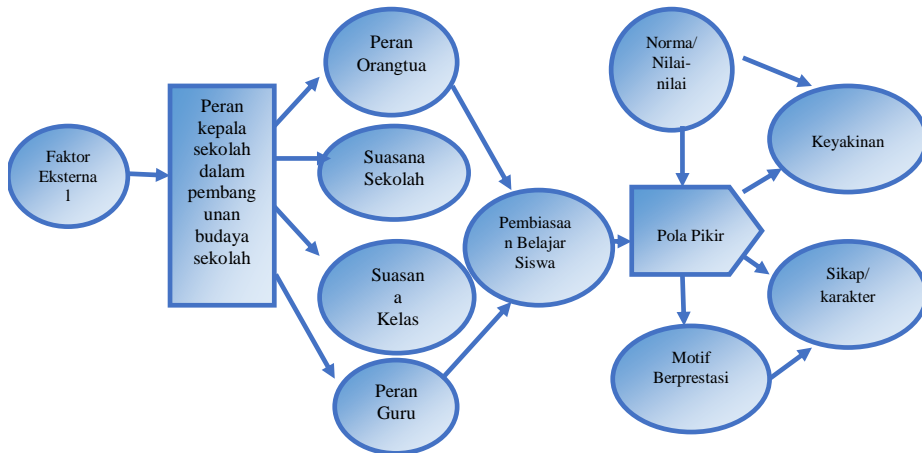 Faktor
Eksterna
l
Peran
kepala
sekolah
dalam
pembang
unan
budaya
sekolah
Peran
Orangtua
Suasana
Sekolah
Suasan
a
Kelas
Peran
Guru
Pembiasaa
n Belajar
Siswa
Norma/
Nilai-
nilai
Pola Pikir
Motif
Berprestasi
Keyakinan
Sikap/
karakter